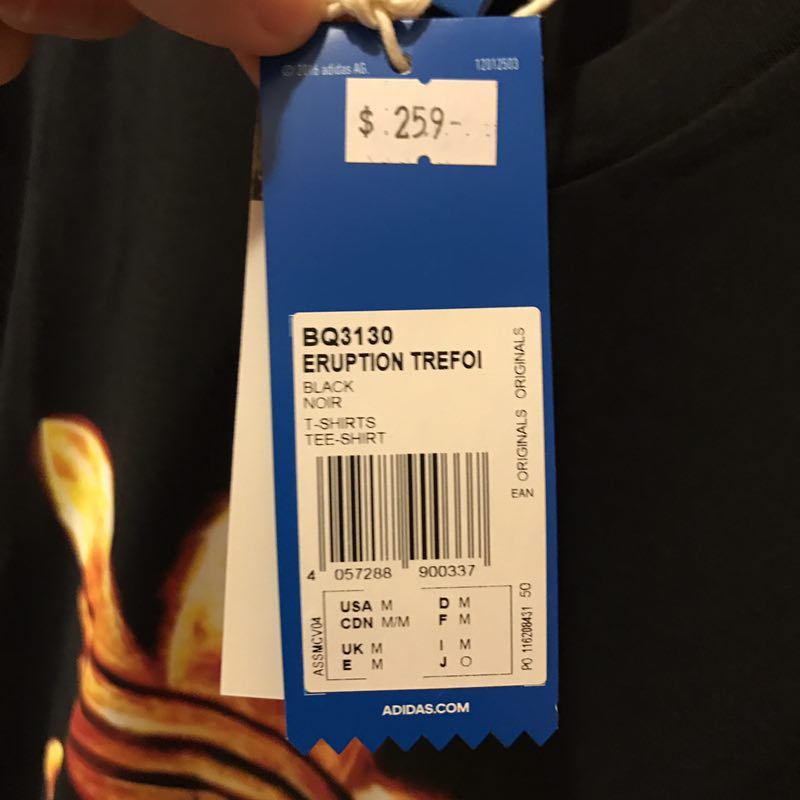 © 2016 adidas AG.
12012503
$ 259-
BQ3130
ERUPTION TREFOI
BLACK
NOIR
T-SHIRTS
TEE-SHIRT
ORIGINALS ORIGINALS
EAN
4 057288 900337
ASSMCV04
USA M D M
CDN M/M F M
UK M I M
E M J O
PO 116208431 50
ADIDAS.COM